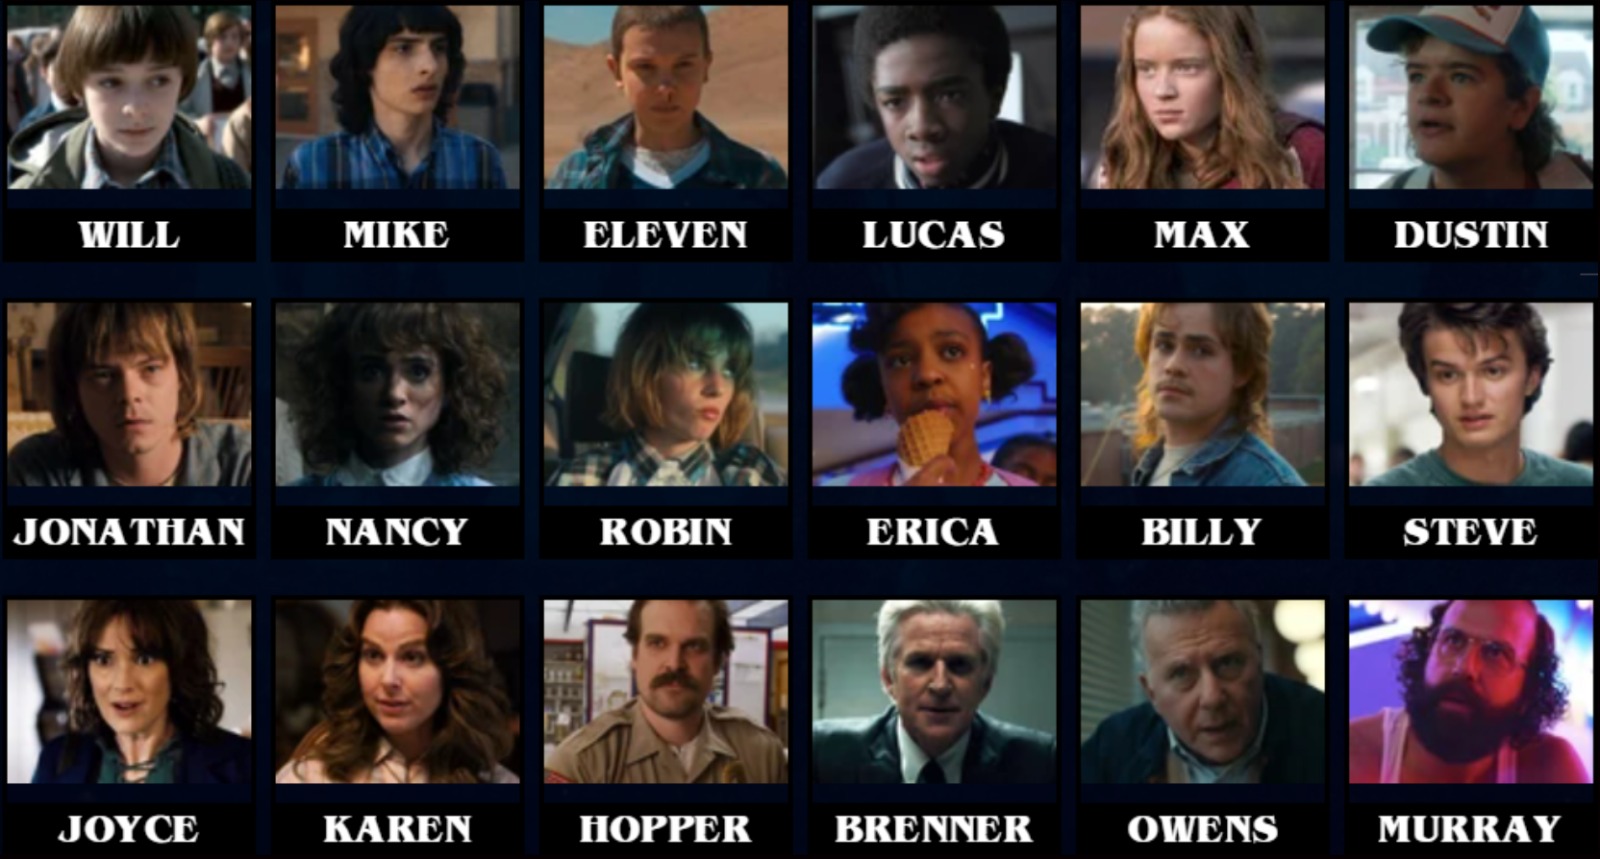 WILL MIKE ELEVEN LUCAS MAX DUSTIN
JONATHAN NANCY ROBIN ERICA BILLY STEVE
JOYCE KAREN HOPPER BRENNER OWENS MURRAY